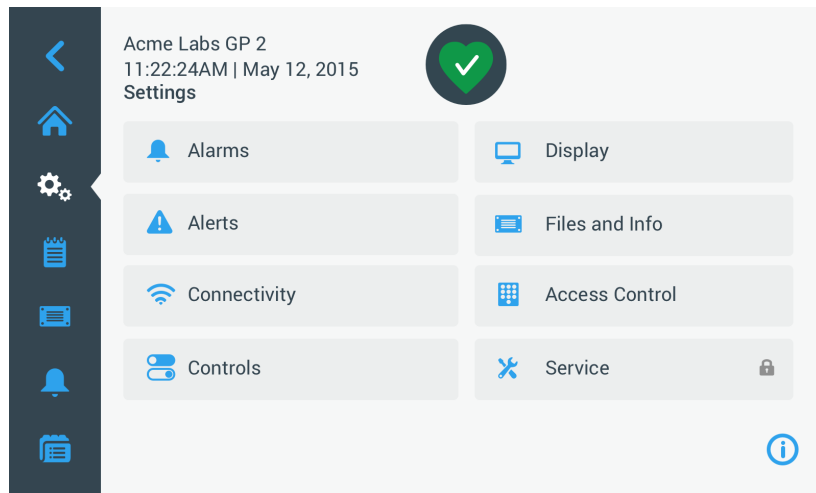 Acme Labs GP 2
11:22:24AM | May 12, 2015
Settings
Alarms
Display
Alerts
Files and Info
Connectivity
Access Control
Controls
Service